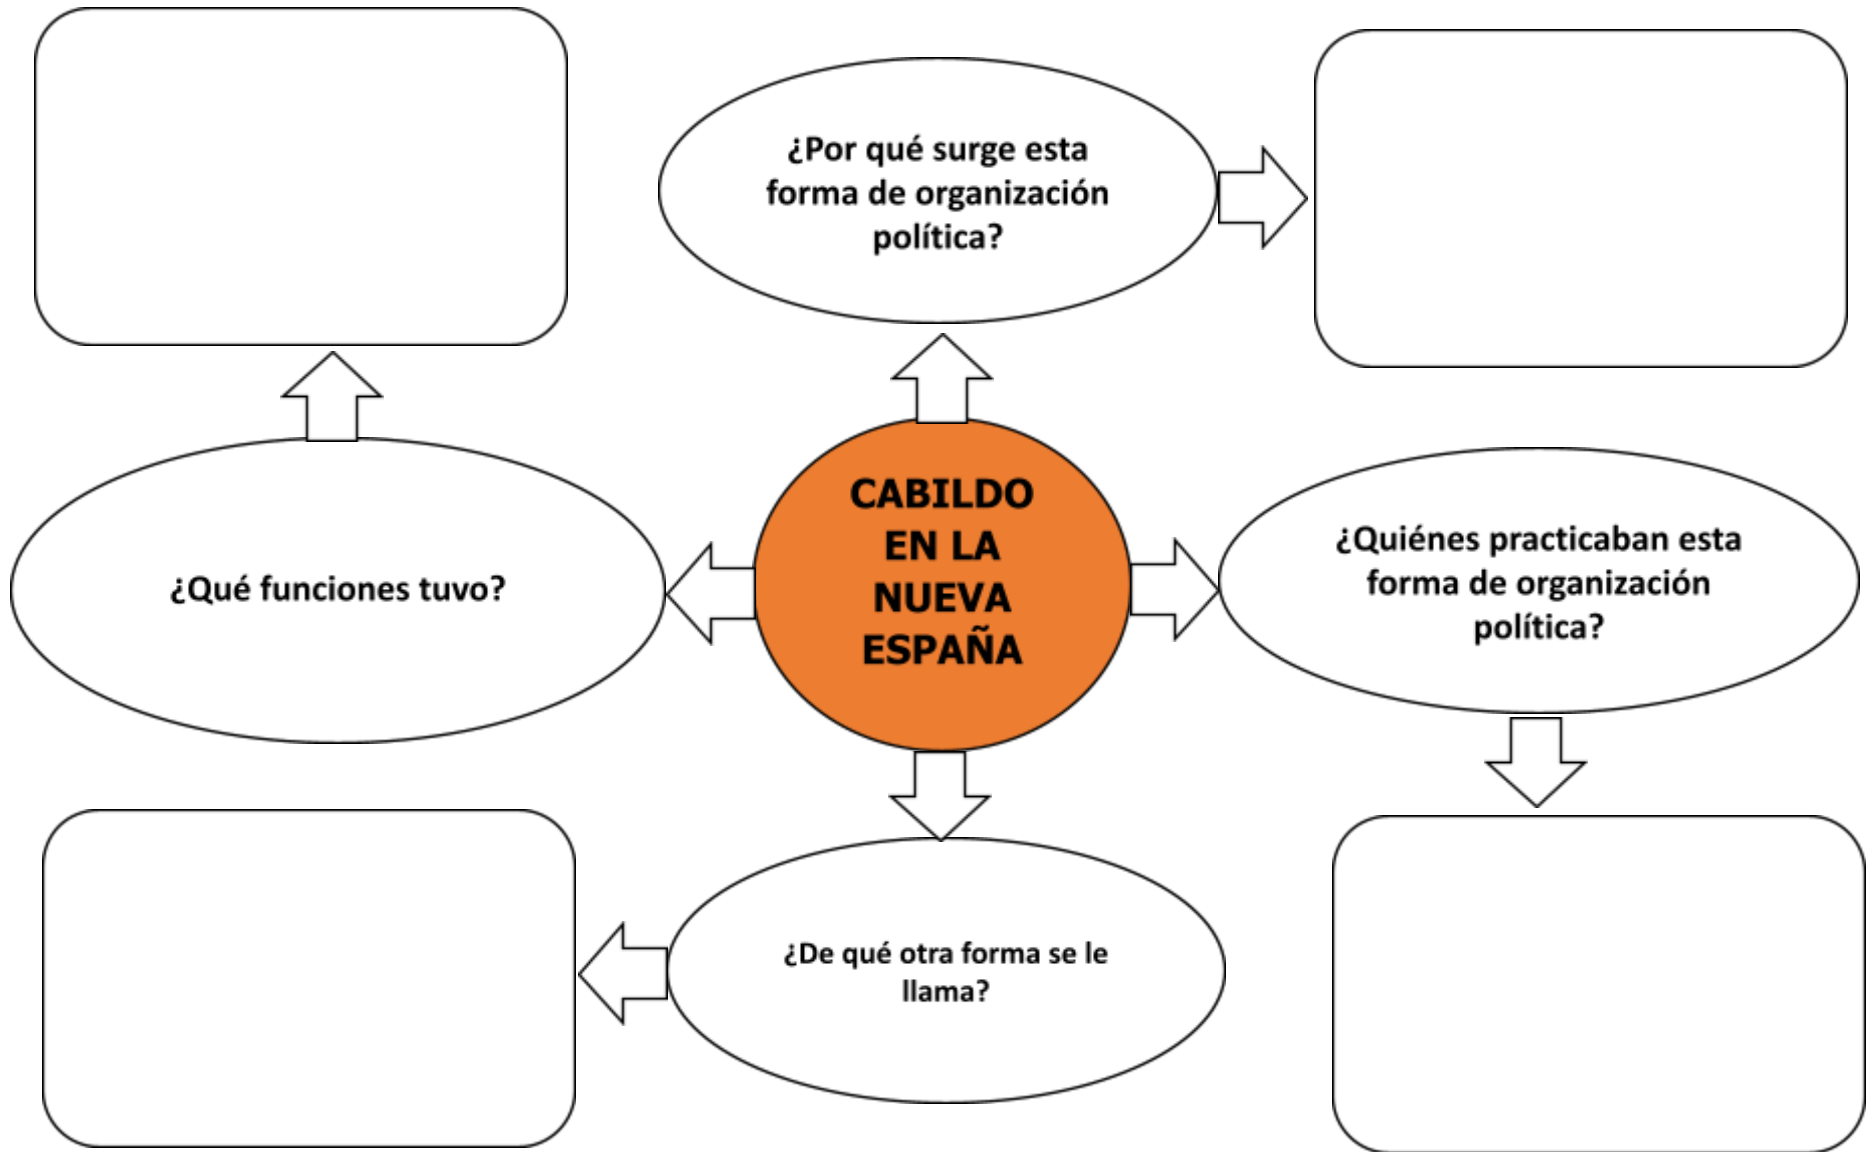 ¿Por qué surge esta
forma de organización
política?
CABILDO
EN LA
NUEVA
ESPAÑA
¿Quiénes practicaban esta
forma de organización
política?
¿Qué funciones tuvo?
¿De qué otra forma se le
llama?